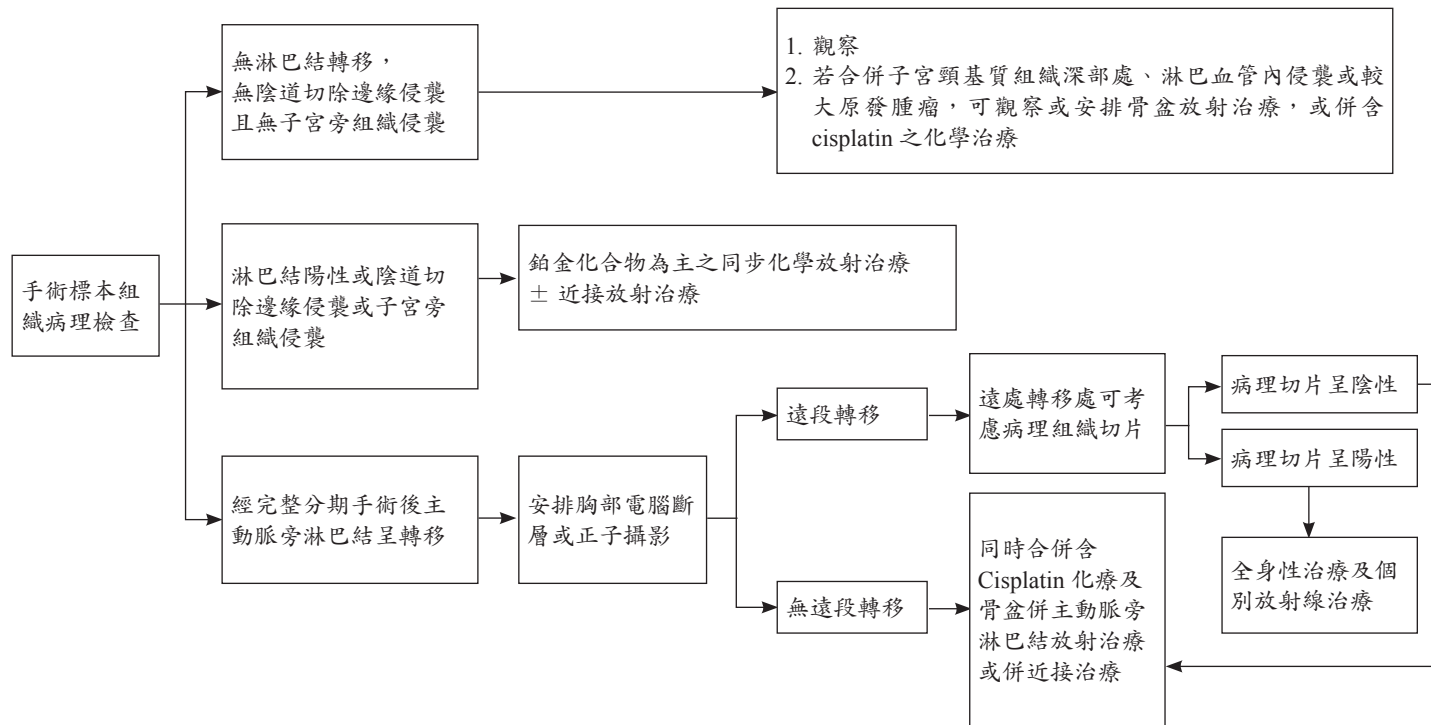 無淋巴結轉移，
無陰道切除邊緣侵襲
且無子宮旁組織侵襲
1. 觀察
2. 若合併子宮頸基質組織深部處、淋巴血管內侵襲或較
大原發腫瘤，可觀察或安排骨盆放射治療，或併含
cisplatin 之化學治療
手術標本組
織病理檢查
淋巴結陽性或陰道切
除邊緣侵襲或子宮旁
組織侵襲
鉑金化合物為主之同步化學放射治療
± 近接放射治療
經完整分期手術後主
動脈旁淋巴結呈轉移
安排胸部電腦斷
層或正子攝影
遠段轉移
遠處轉移處可考
慮病理組織切片
病理切片呈陰性
病理切片呈陽性
全身性治療及個
別放射線治療
無遠段轉移
同時合併含
Cisplatin 化療及
骨盆併主動脈旁
淋巴結放射治療
或併近接治療